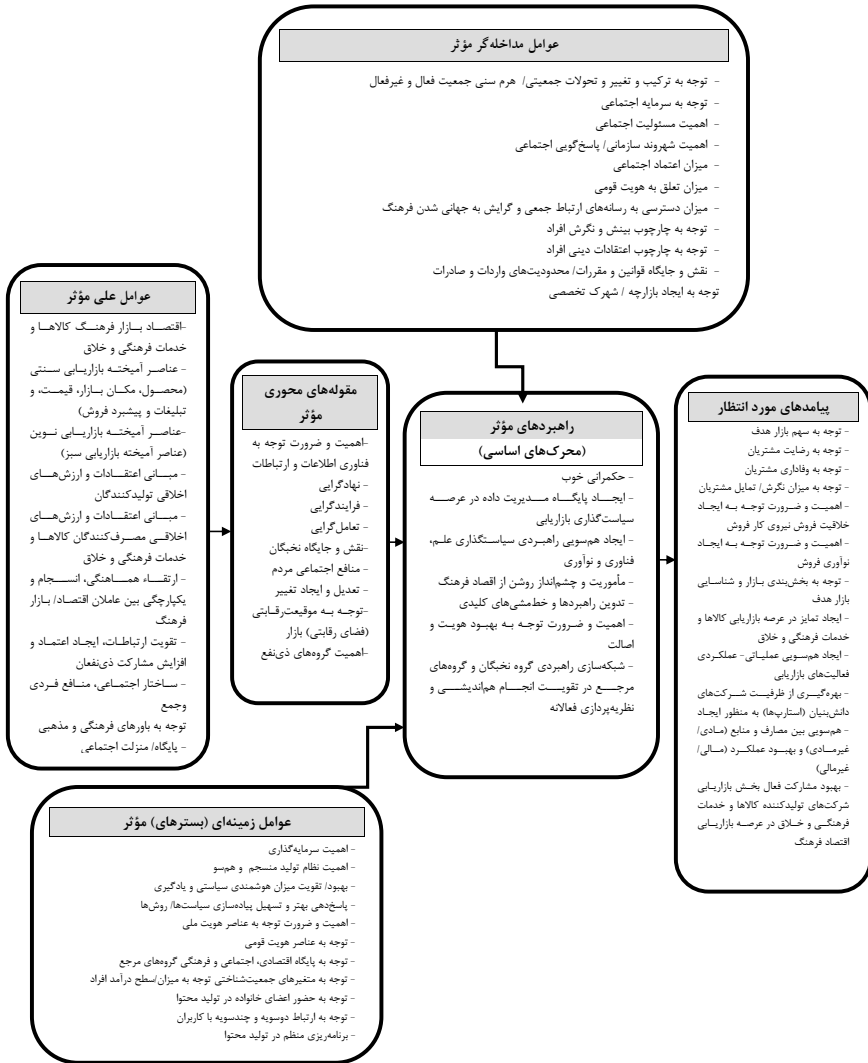 عوامل مداخله‌گر مؤثر
- توجه به ترکیب و تغییر و تحولات جمعیتی/ هرم سنی جمعیت فعال و غیرفعال
- توجه به سرمایه اجتماعی
- اهمیت مسئولیت اجتماعی
- اهمیت شهروند سازمانی/ پاسخ‌گویی اجتماعی
- میزان اعتماد اجتماعی
- میزان تعلق به هویت قومی
- میزان دسترسی به رسانه‌های ارتباط جمعی و گرایش به جهانی شدن فرهنگ
- توجه به چارچوب بینش و نگرش افراد
- توجه به چارچوب اعتقادات دینی افراد
- نقش و جایگاه قوانین و مقررات/ محدودیت‌های واردات و صادرات
توجه به ایجاد بازارچه / شهرک تخصصی
عوامل علی مؤثر
-اقتصاد بازار فرهنگ کالاها و
خدمات فرهنگی و خلاق
- عناصر آمیخته بازاریابی سنتی
(محصول، مکان بازار، قیمت، و
تبلیغات و پیشبرد فروش)
-عناصر آمیخته بازاریابی نوین
(عناصر آمیخته بازاریابی سبز)
- مبانی اعتقادات و ارزش‌های
اخلاقی تولیدکنندگان
- مبانی اعتقادات و ارزش‌های
اخلاقی مصرف‌کنندگان کالاها و
خدمات فرهنگی و خلاق
- ارتقاء هماهنگی، انسجام و
یکپارچگی بین عاملان اقتصاد/ بازار
فرهنگ
- تقویت ارتباطات، ایجاد اعتماد و
افزایش مشارکت ذی‌نفعان
- ساختار اجتماعی، منافع فردی
وجمع
توجه به باورهای فرهنگی و مذهبی
- پایگاه/ منزلت اجتماعی
مقوله‌های محوری
مؤثر
-اهمیت و ضرورت توجه به
فناوری اطلاعات و ارتباطات
- نهادگرایی
- فرایندگرایی
- تعامل‌گرایی
-نقش و جایگاه نخبگان
- منافع اجتماعی مردم
- تعدیل و ایجاد تغییر
-توجه به موقعیت‌رقابتی
(فضای رقابتی) بازار
-اهمیت گروه‌های ذی‌نفع
راهبردهای مؤثر
(محرک‌های اساسی)
- حکمرانی خوب
- ایجاد پایگاه مدیریت داده در عرصه
سیاست‌گذاری بازاریابی
- ایجاد هم‌سویی راهبردی سیاستگذاری علم،
فناوری و نوآوری
- مأموریت و چشم‌انداز روشن از اقصاد فرهنگ
- تدوین راهبردها و خط‌مشی‌های کلیدی
- اهمیت و ضرورت توجه به بهبود هویت و
اصالت
- شبکه‌سازی راهبردی گروه نخبگان و گروه‌های
مرجع در تقویت انجام هم‌اندیشی و
نظریه‌پردازی فعالانه
پیامدهای مورد انتظار
- توجه به سهم بازار هدف
- توجه به رضایت مشتریان
- توجه به وفاداری مشتریان
- توجه به میزان نگرش/ تمایل مشتریان
- اهمیت و ضرورت توجه به ایجاد
خلاقیت فروش نیروی کار فروش
- اهمیت و ضرورت توجه به ایجاد
نوآوری فروش
- توجه به بخش‌بندی بازار و شناسایی
بازار هدف
- ایجاد تمایز در عرصه بازاریابی کالاها و
خدمات فرهنگی و خلاق
- ایجاد هم‌سویی عملیاتی- عملکردی
فعالیت‌های بازاریابی
- بهره‌گیری از ظرفیت شرکت‌های
دانش‌بنیان (استارپ‌ها) به منظور ایجاد
- هم‌سویی بین مصارف و منابع (مادی/
غیرمادی) و بهبود عملکرد (مالی/
غیرمالی)
- بهبود مشارکت فعال بخش بازاریابی
شرکت‌های تولیدکننده کالاها و خدمات
فرهنگی و خلاق در عرصه بازاریابی
اقتصاد فرهنگ
عوامل زمینه‌ای (بسترهای) مؤثر
- اهمیت سرمایه‌گذاری
- اهمیت نظام تولید منسجم و هم‌سو
- بهبود/ تقویت میزان هوشمندی سیاستی و یادگیری
- پاسخ‌دهی بهتر و تسهیل پیاده‌سازی سیاست‌ها/ روش‌ها
- اهمیت و ضرورت توجه به عناصر هویت ملی
- توجه به عناصر هویت قومی
- توجه به پایگاه اقتصادی، اجتماعی و فرهنگی گروه‌های مرجع
- توجه به متغیرهای جمعیت‌شناختی توجه به میزان/سطح درآمد افراد
- توجه به حضور اعضای خانواده در تولید محتوا
- توجه به ارتباط دوسویه و چندسویه با کاربران
- برنامه‌ریزی منظم در تولید محتوا